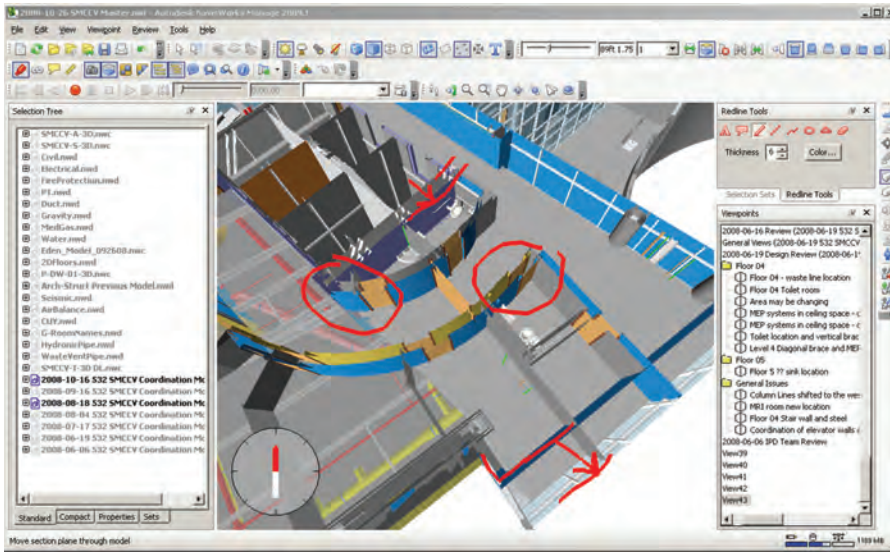 2008-10-26 SMCCV Master.nwf - Autodesk NavisWorks Manage 2009.1
File Edit View Viewpoint Review Tools Help
89ft 1.75 1
0:00.00
Selection Tree
SMCCV-A-3D.nwc
SMCCV-S-3D.nwc
Civil.nwd
Electrical.nwd
FireProtection.nwd
PT.nwd
Duct.nwd
Gravity.nwd
MedGas.nwd
Water.nwd
Eden_Model_092608.nwc
2DFloors.nwd
P-DW-01-3D.nwc
Arch-Struct Previous Model.nwd
Seismic.nwd
AirBalance.nwd
CUY.nwd
G-RoomNames.nwd
HydronicPipe.nwd
WasteVentPipe.nwd
SMCCV-I-3D DL.nwc
2008-10-16 532 SMCCV Coordination Mo
2008-09-16 532 SMCCV Coordination Mo
2008-08-18 532 SMCCV Coordination Mo
2008-08-04 532 SMCCV Coordination Mo
2008-07-17 532 SMCCV Coordination Mo
2008-06-19 532 SMCCV Coordination Mo
2008-06-06 532 SMCCV Coordination Mo
Standard Compact Properties Sets
Redline Tools
Thickness 6 Color...
Selection Sets Redline Tools
Viewpoints
2008-06-16 Review (2008-06-19 532 S
General Views (2008-06-19 532 SMCCV
2008-06-19 Design Review (2008-06-1
Floor 04
Floor 04 - waste line location
Floor 04 Toilet room
Area may be changing
MEP systems in ceiling space - c
MEP systems in ceiling space - c
Toilet location and vertical brac
Level 4 Diagonal brace and MEP
Floor 05
Floor 5 ?? sink location
General Issues
Column Lines shifted to the wes
MRI room new location
Floor 04 Stair wall and steel
Coordination of elevator walls
2008-06-06 IPD Team Review
View39
View40
View41
View42
View43
Move section plane through model
1189 MB